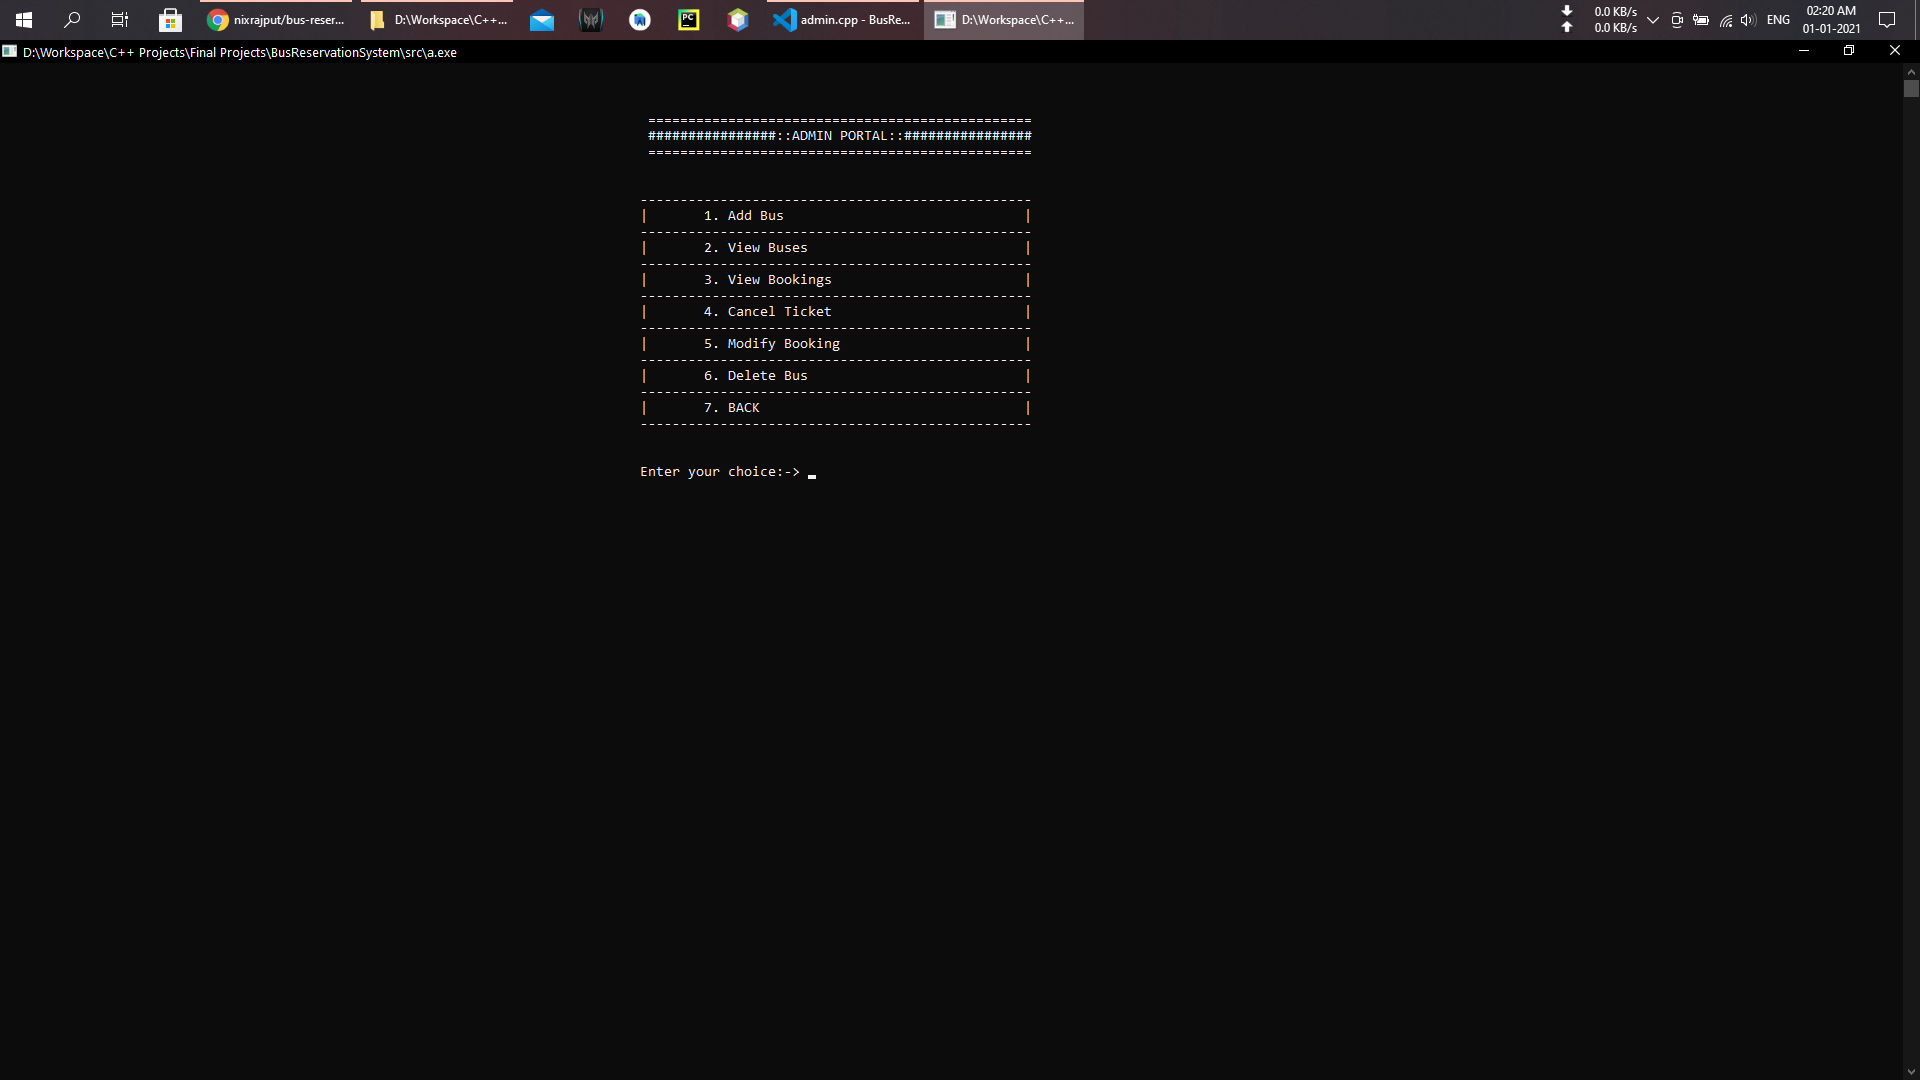 nixrajput/bus-reser...
D:\Workspace\C++...
PC
admin.cpp - BusRe...
D:\Workspace\C++...
0.0 KB/s
0.0 KB/s
ENG
02:20 AM
01-01-2021
D:\Workspace\C++ Projects\Final Projects\BusReservationSystem\src\a.exe
================================================
################::ADMIN PORTAL::################
================================================
-------------------------------------------------
|       1. Add Bus                              |
-------------------------------------------------
|       2. View Buses                           |
-------------------------------------------------
|       3. View Bookings                        |
-------------------------------------------------
|       4. Cancel Ticket                        |
-------------------------------------------------
|       5. Modify Booking                       |
-------------------------------------------------
|       6. Delete Bus                           |
-------------------------------------------------
|       7. BACK                                 |
-------------------------------------------------
Enter your choice:-> _